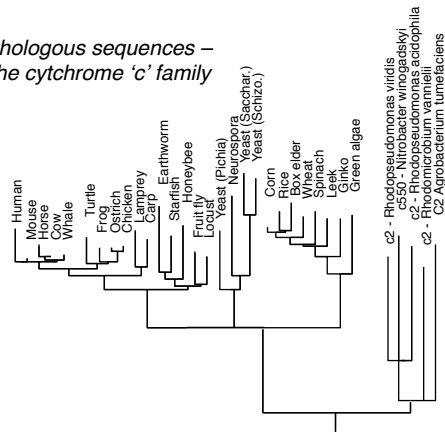 hologous sequences –
he cytchrome ‘c’ family
Human
Mouse
Horse
Cow
Whale
Turtle
Frog
Ostrich
Chicken
Lamprey
Carp
Earthworm
Starfish
Honeybee
Fruit fly
Locust
Yeast (Pichia)
Neurospora
Yeast (Sacchar.)
Yeast (Schizo.)
Corn
Rice
Box elder
Wheat
Spinach
Leek
Ginko
Green algae
c2 - Rhodopseudomonas viridis
c550 - Nitrobacter winogadskyi
c2 - Rhodopseudomonas acidophila
c2 - Rhodomicrobium vannielii
C2 Agrobacterium tumefaciens